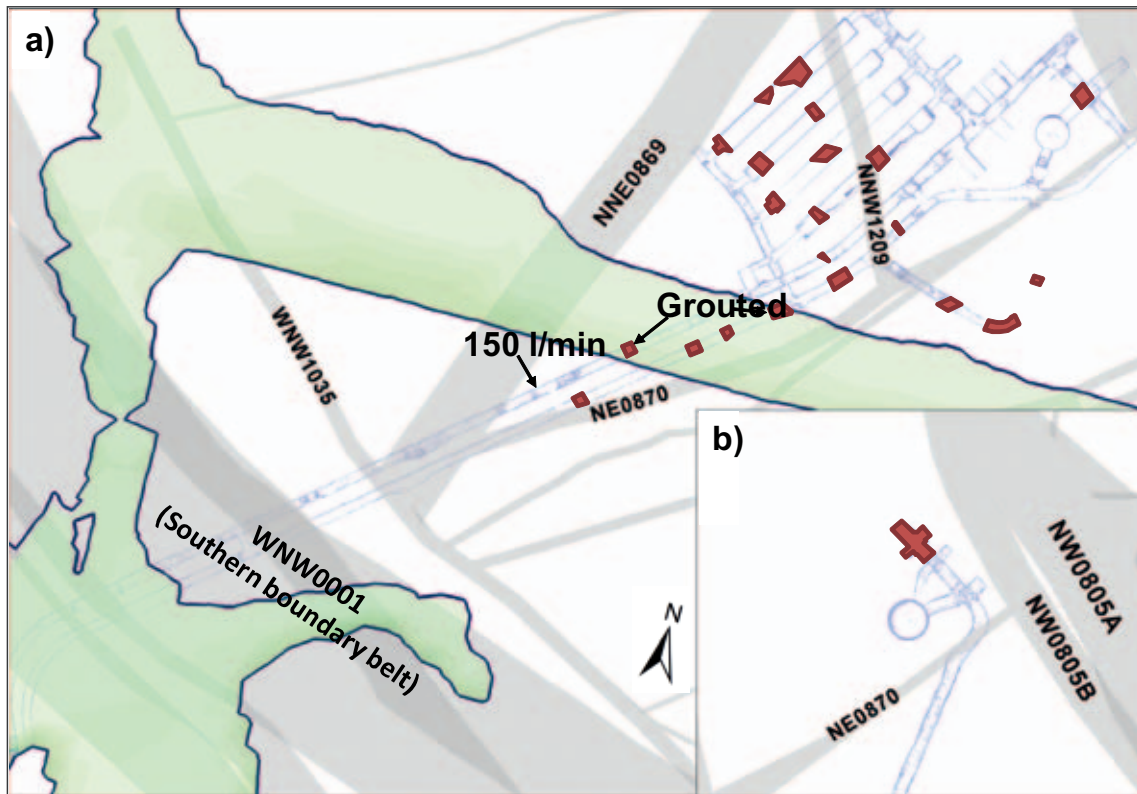 a)
NNE0869
NNW1209
Grouted
150 l/min
WNW1035
NE0870
WNW0001
(Southern boundary belt)
N
b)
NW0805A
NW0805B
NE0870